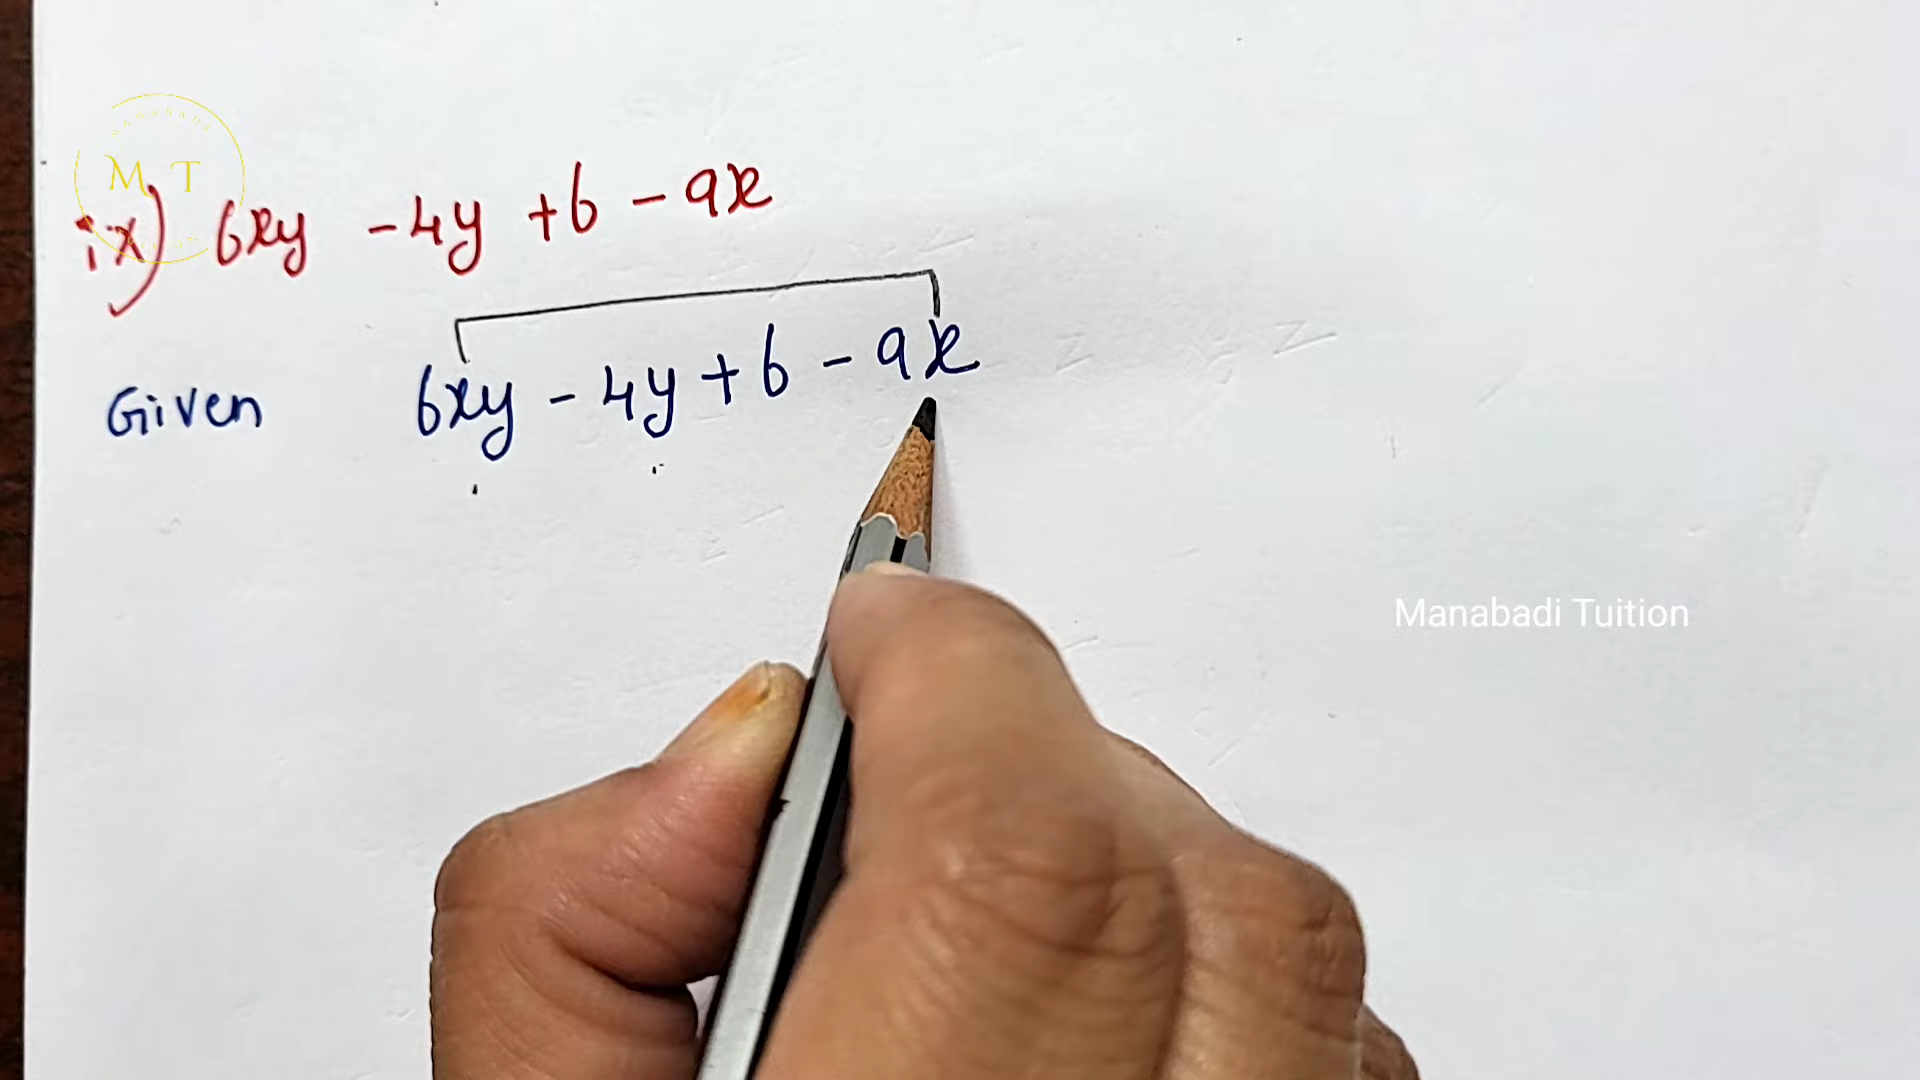 M T
ix) 6xy - 4y + 6 - 9x
Given 6xy - 4y + 6 - 9x
Manabadi Tuition